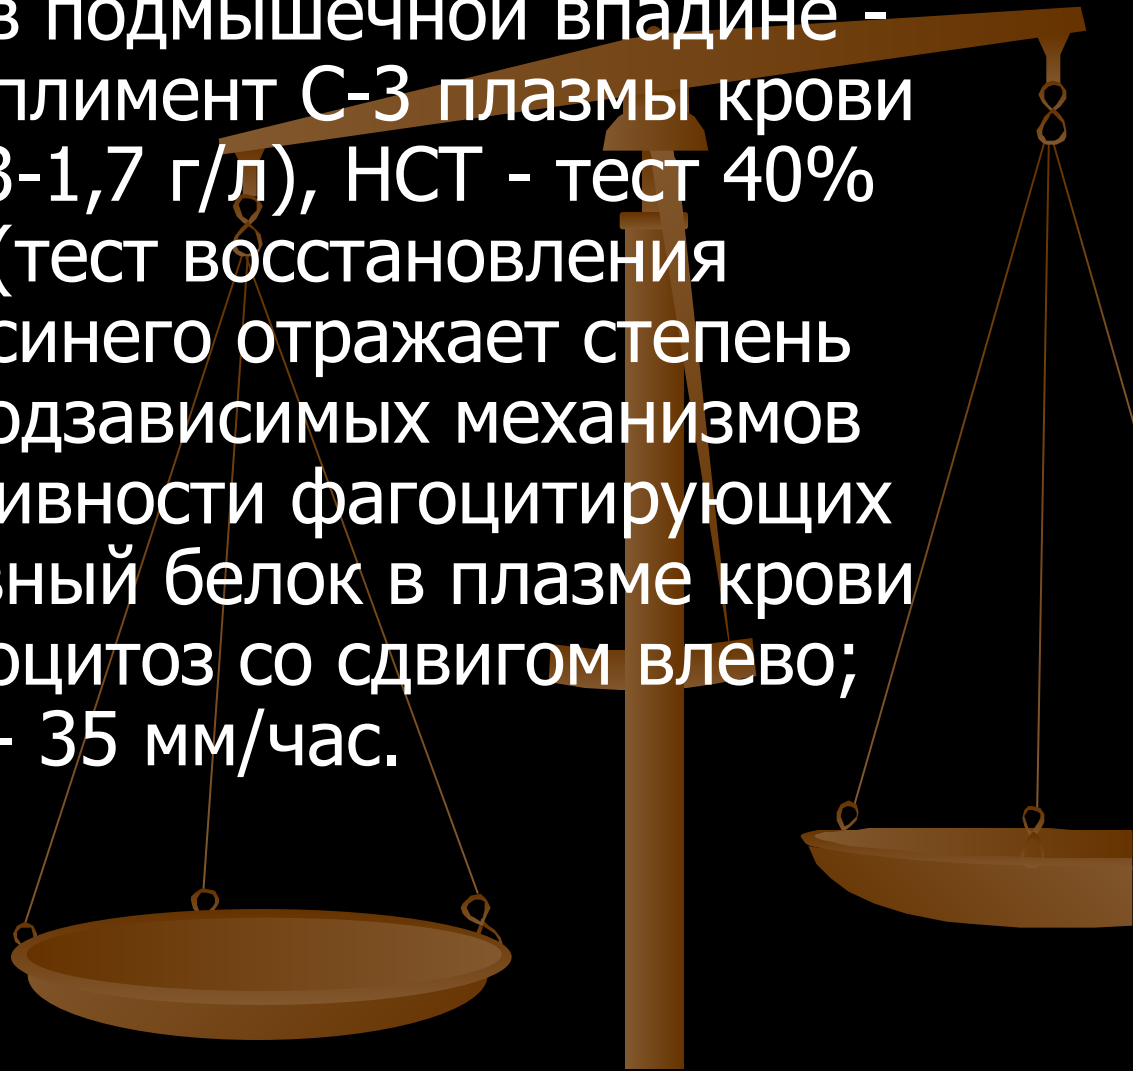 в подмышечной впадине -
плимент С-3 плазмы крови
3-1,7 г/л), НСТ - тест 40%
(тест восстановления
синего отражает степень
одзависимых механизмов
ивности фагоцитирующих
вный белок в плазме крови
оцитоз со сдвигом влево;
- 35 мм/час.